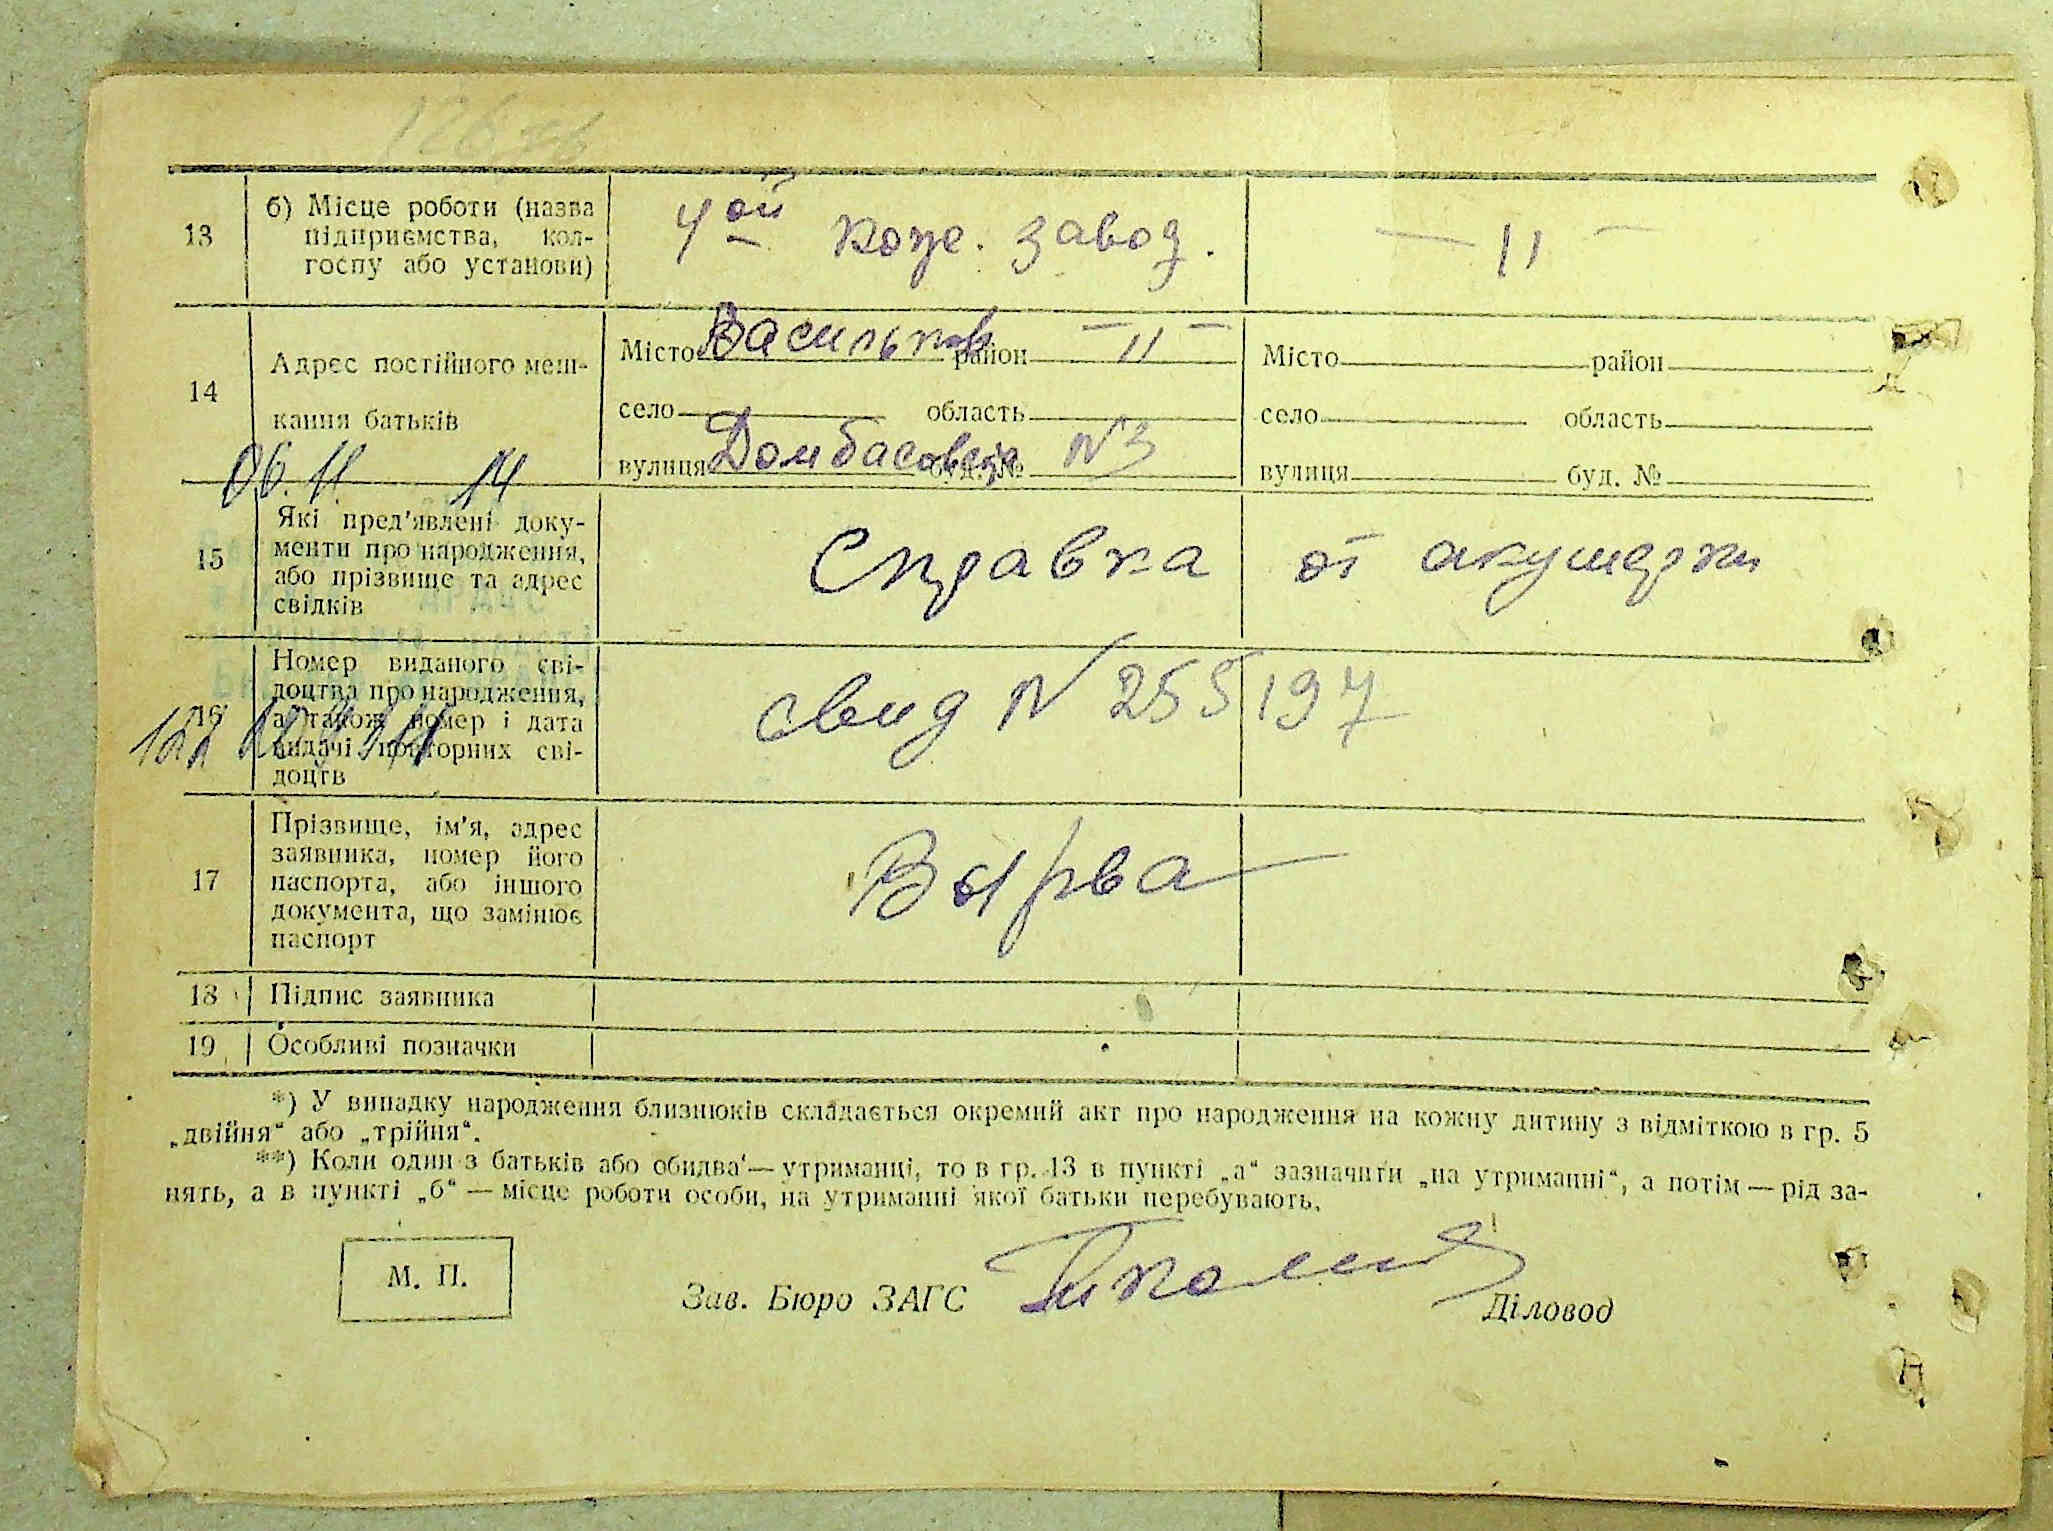 13 б) Місце роботи (назва підприємства, кол-
госпу або установи)
4ой кож. завод.
— 11 —
14 Адрес постійного меш-
кання батьків
Місто Васильков район — 11 —
село область
вулиця Домбасовська буд. № N3
Місто район
село область
вулиця буд. №
06.11 14
15 Які пред'явлені доку-
менти про народження,
або прізвище та адрес
свідків
Справка от акушерки
16 Номер виданого сві-
доцтва про народження,
а також номер і дата
видачі повторних сві-
доцтв
свид N 255197
17 Прізвище, ім'я, адрес
заявника, номер його
паспорта, або іншого
документа, що замінює
паспорт
Вырва
18 Підпис заявника
19 Особливі позначки
*) У випадку народження близнюків складається окремий акт про народження на кожну дитину з відміткою в гр. 5
„двійня“ або „трійня“.
**) Коли один з батьків або обидва — утриманці, то в гр. 13 в пункті „а“ зазначити „на утриманні“, а потім — рід за-
нять, а в пункті „б“ — місце роботи особи, на утриманні якої батьки перебувають.
М. П.
Зав. Бюро ЗАГС
Діловод